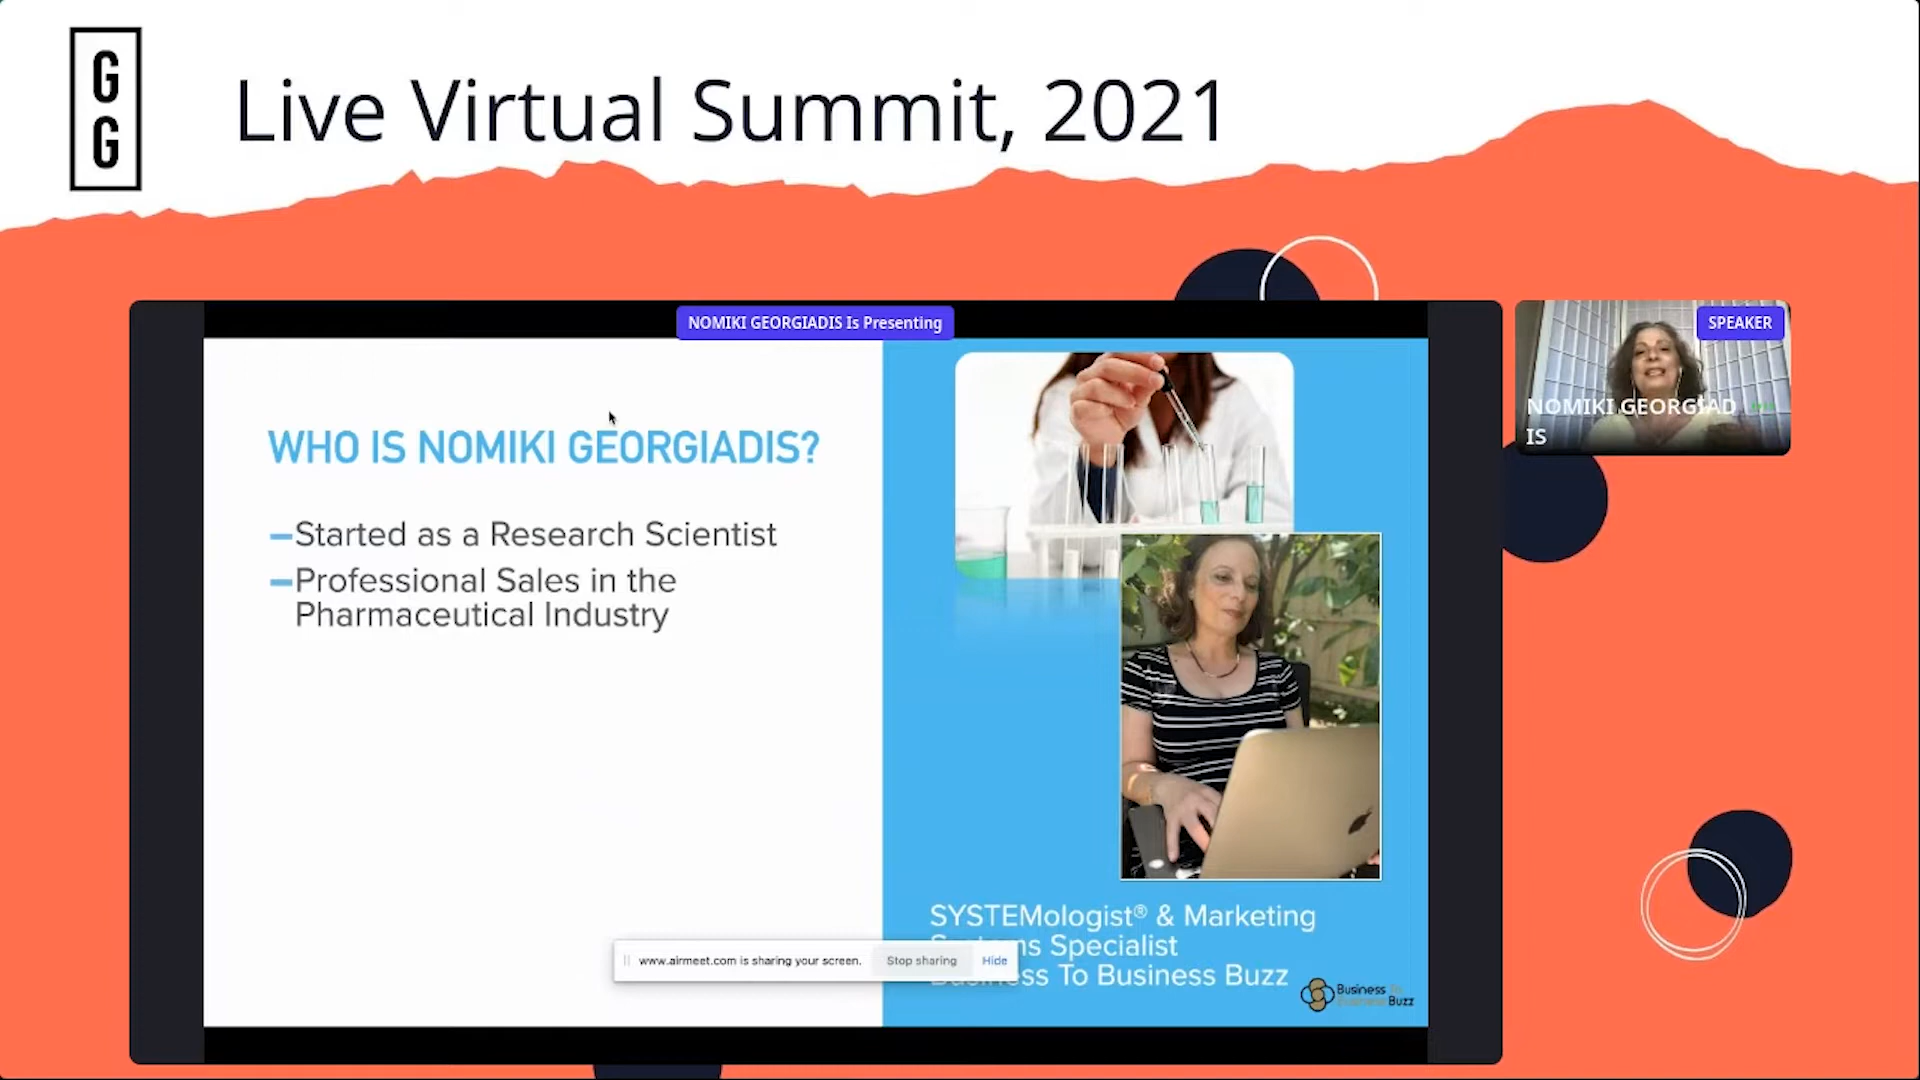 G
G
Live Virtual Summit, 2021
NOMIKI GEORGIADIS Is Presenting
SPEAKER
NOMIKI GEORGIAD
IS
WHO IS NOMIKI GEORGIADIS?
–Started as a Research Scientist
–Professional Sales in the
Pharmaceutical Industry
SYSTEMologist® & Marketing
Specialist
To Business Buzz
www.airmeet.com is sharing your screen. Stop sharing Hide
Business To
Business Buzz